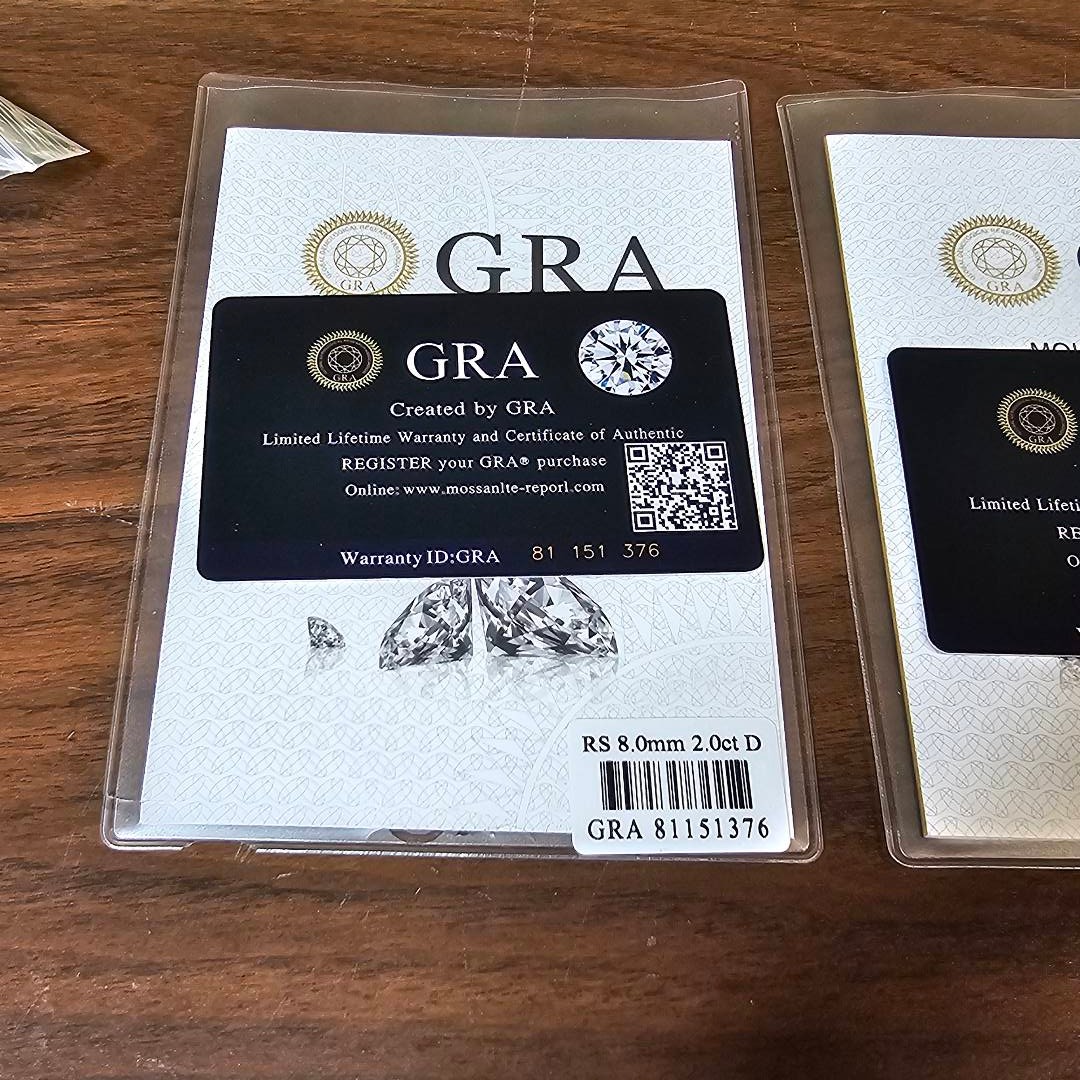 GRA
GRA
GRA
GRA
Created by GRA
Limited Lifetime Warranty and Certificate of Authentic
REGISTER your GRA® purchase
Online: www.mossanlte-reporl.com
Warranty ID:GRA 81 151 376
RS 8.0mm 2.0ct D
GRA 81151376
GRA
GRA
Limited Lifeti
RE
O